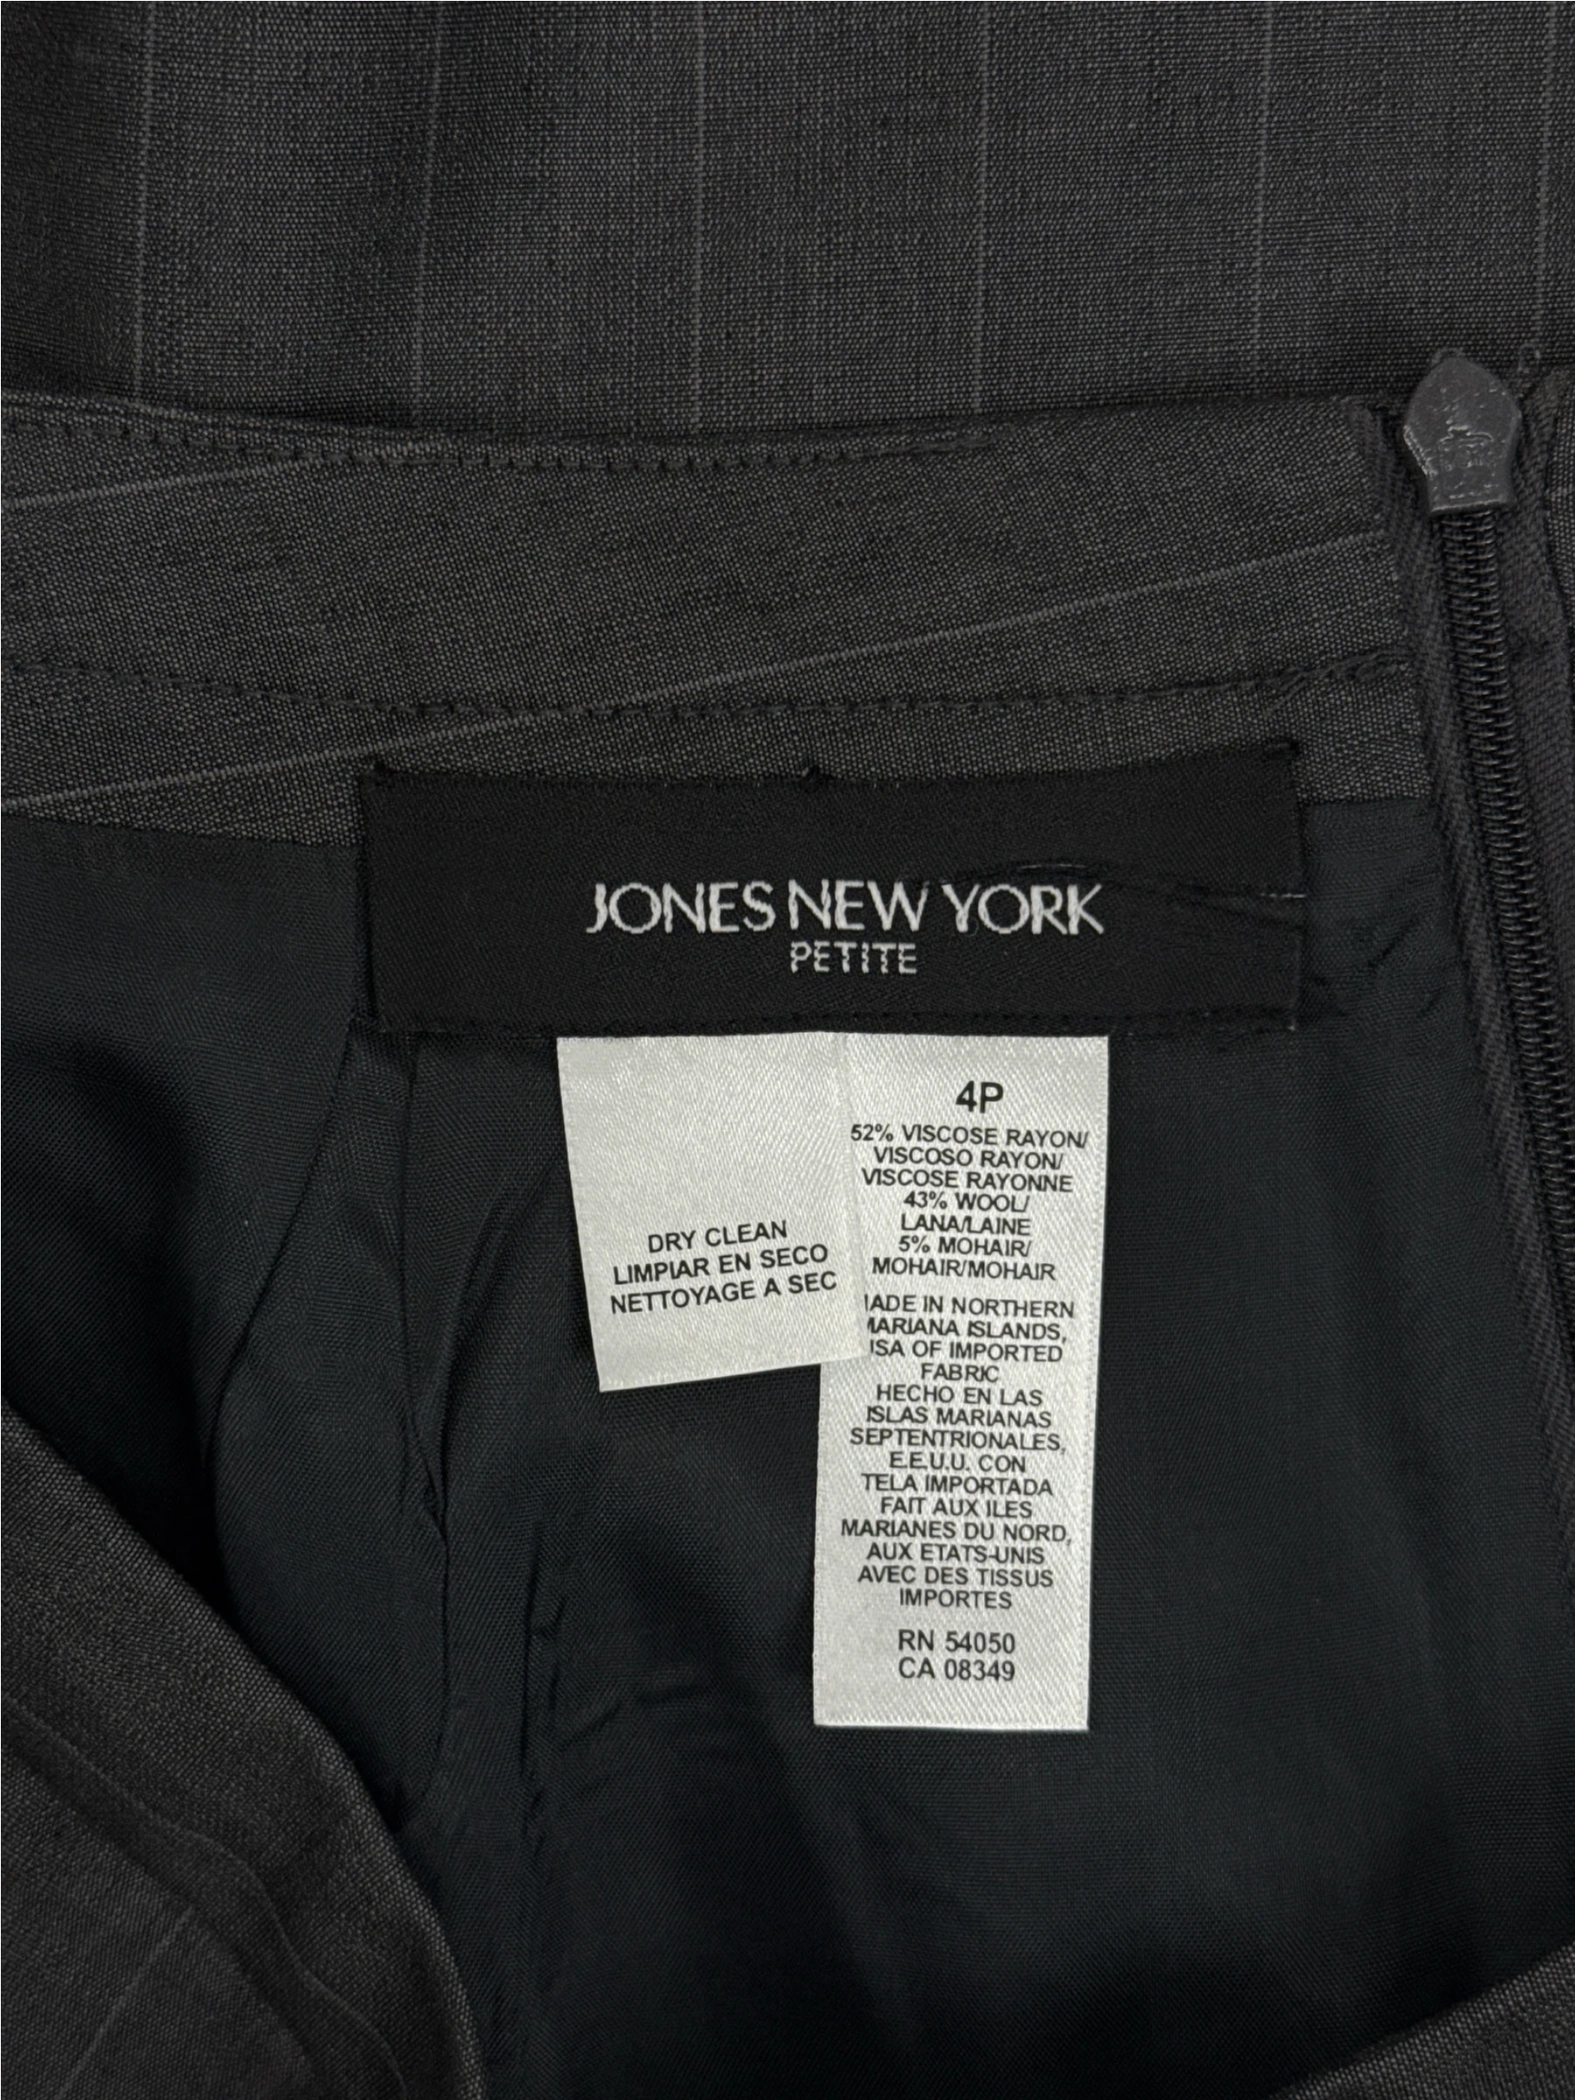 JONES NEW YORK
PETITE
DRY CLEAN
LIMPIAR EN SECO
NETTOYAGE A SEC
4P
52% VISCOSE RAYON/
VISCOSO RAYON/
VISCOSE RAYONNE
43% WOOL/
LANA/LAINE
5% MOHAIR/
MOHAIR/MOHAIR
MADE IN NORTHERN
MARIANA ISLANDS,
USA OF IMPORTED
FABRIC
HECHO EN LAS
ISLAS MARIANAS
SEPTENTRIONALES,
E.E.U.U. CON
TELA IMPORTADA
FAIT AUX ILES
MARIANES DU NORD,
AUX ETATS-UNIS
AVEC DES TISSUS
IMPORTES
RN 54050
CA 08349